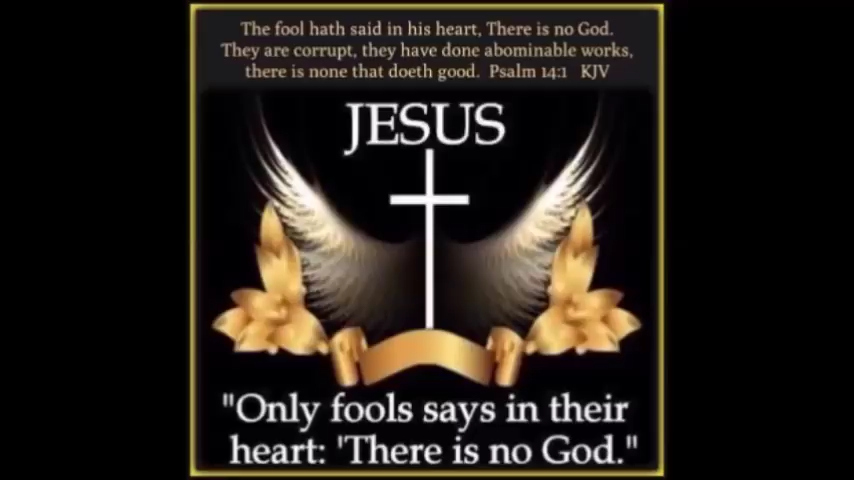 The fool hath said in his heart, There is no God.
They are corrupt, they have done abominable works,
there is none that doeth good. Psalm 14:1 KJV
JESUS
"Only fools says in their
heart: 'There is no God."